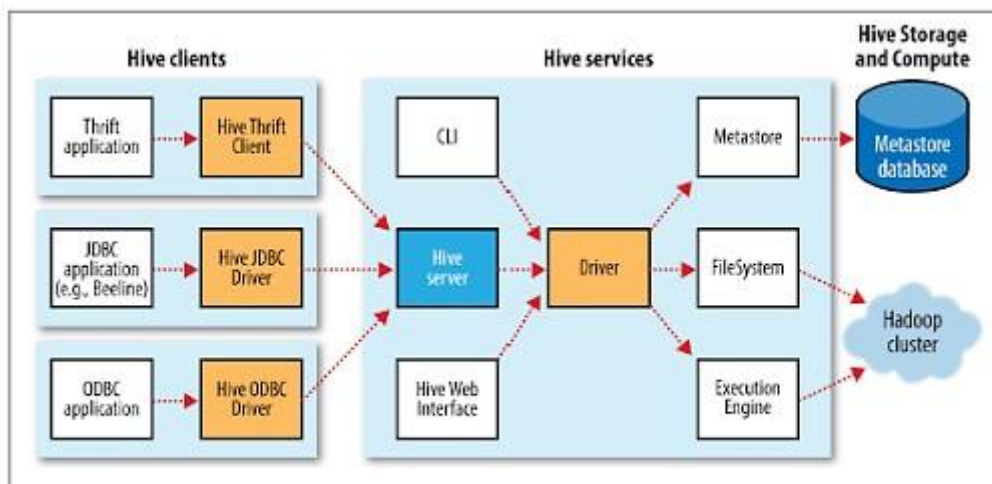 Hive clients
Thrift
application
Hive Thrift
Client
JDBC
application
(e.g., Beeline)
Hive JDBC
Driver
ODBC
application
Hive ODBC
Driver
Hive services
CLI
Hive
server
Hive Web
Interface
Driver
Metastore
FileSystem
Execution
Engine
Hive Storage
and Compute
Metastore
database
Hadoop
cluster